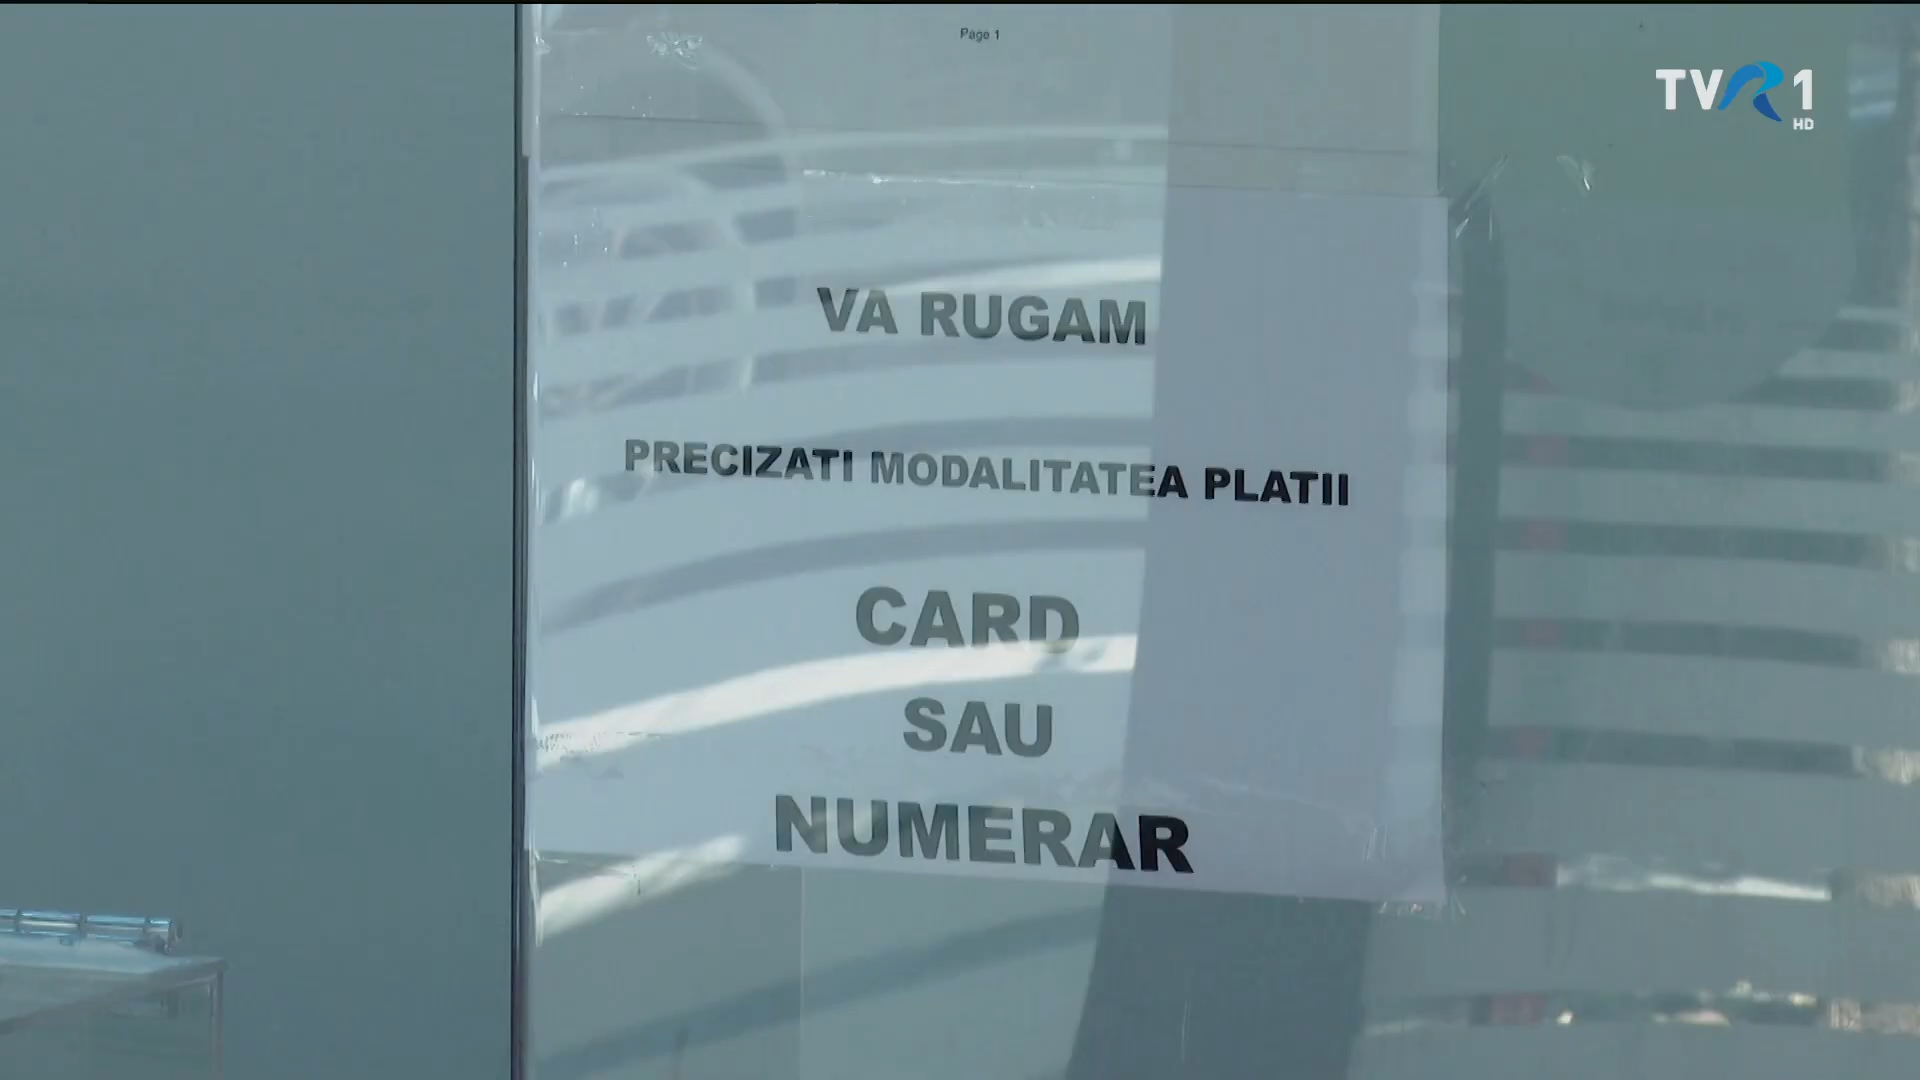 Page 1
TVR1
HD
VA RUGAM
PRECIZATI MODALITATEA PLATII
CARD
SAU
NUMERAR